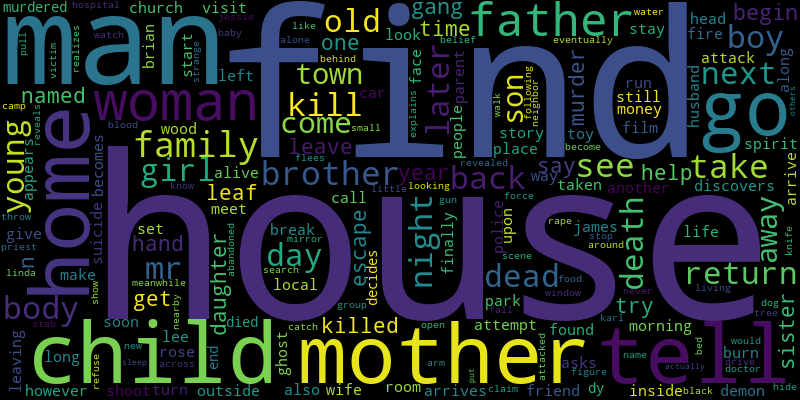 murdered
hospital
church
visit
old
gang
father
head
begin
man
find
pull
jessie
baby
watch
victim
realizes
strange
brian
start
left
one
like
alone
behind
town
time
look
water
belief
eventually
stay
fire
boy
attack
along
named
woman
kill
car
small
come
leave
face
explains
later
parent
people
son
following
neighbor
walk
murder
husband
run
still
money
film
next
go
others
camp
reveals
young
appears
home
blood
wood
family
girl
brother
flees
year
back
story
place
toy
become
revealed
say
way
see
help
take
spirit
discovers
arrive
know
suicide
becomes
alive
leaf
meet
call
little
looking
gun
force
taken
another
throw
priest
give
n
linda
make
set
hand
mr
get
house
abandoned
daughter
day
break
mirror
search
local
escape
decides
night
finally
police
upon
rape
scene
food
window
dead
james
stop
around
death
life
away
return
knife
body
show
stab
meanwhile
nearby
soon
died
group
killed
fall
park
attempt
found
karl
never
try
living
morning
sister
dog
tree
leaving
child
long
new
sleep
lee
rose
across
end
ghost
catch
mother
open
arm
attacked
asks
figure
name
bed
tell
burn
would
drive
doctor
however
refuse
shoot
turn
outside
also
wife
room
arrives
put
claim
friend
dy
inside
black
actually
demon
hide